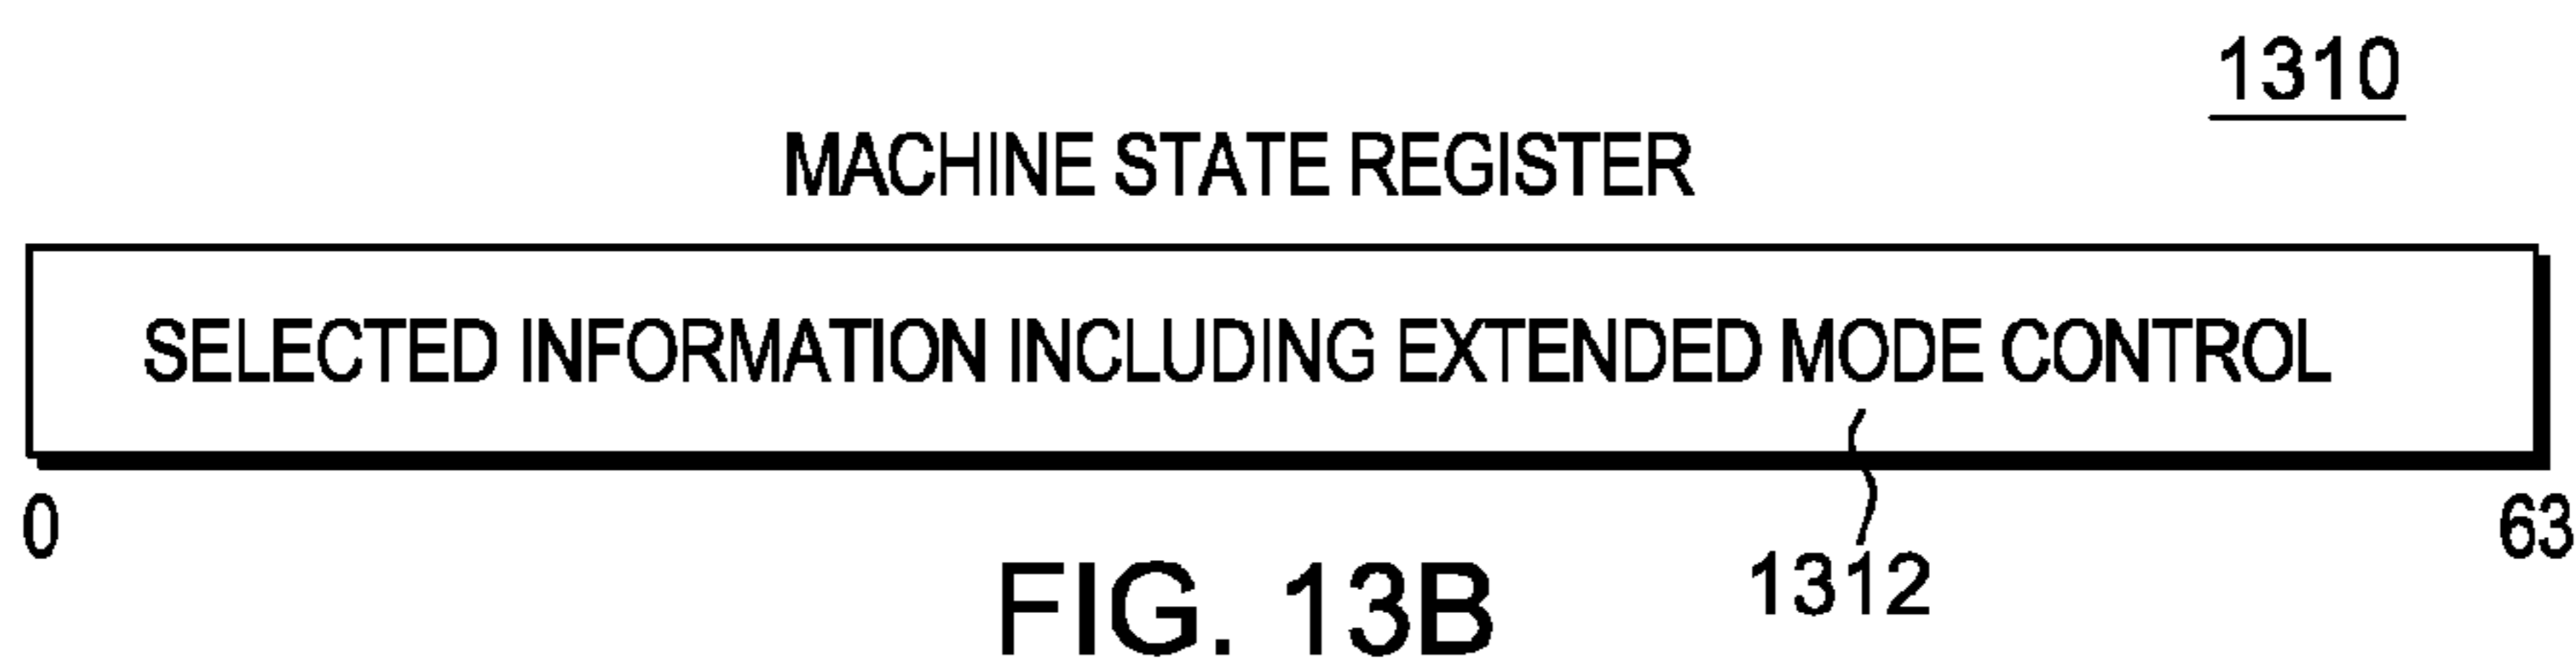 1310
MACHINE STATE REGISTER
SELECTED INFORMATION INCLUDING EXTENDED MODE CONTROL
0 63
1312
FIG. 13B